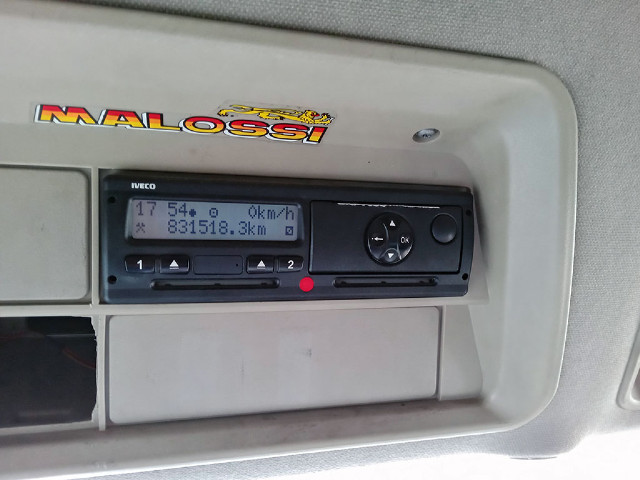 MALOSSI
IVECO
17 54 0km/h
831518.3km
1 2
OK